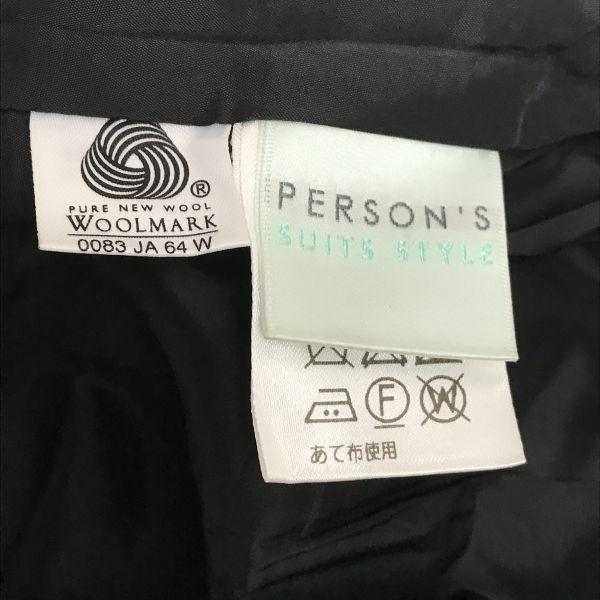 PURE NEW WOOL
WOOLMARK
0083 JA 64 W
®
PERSON'S
SUITS STYLE
F
W
あて布使用